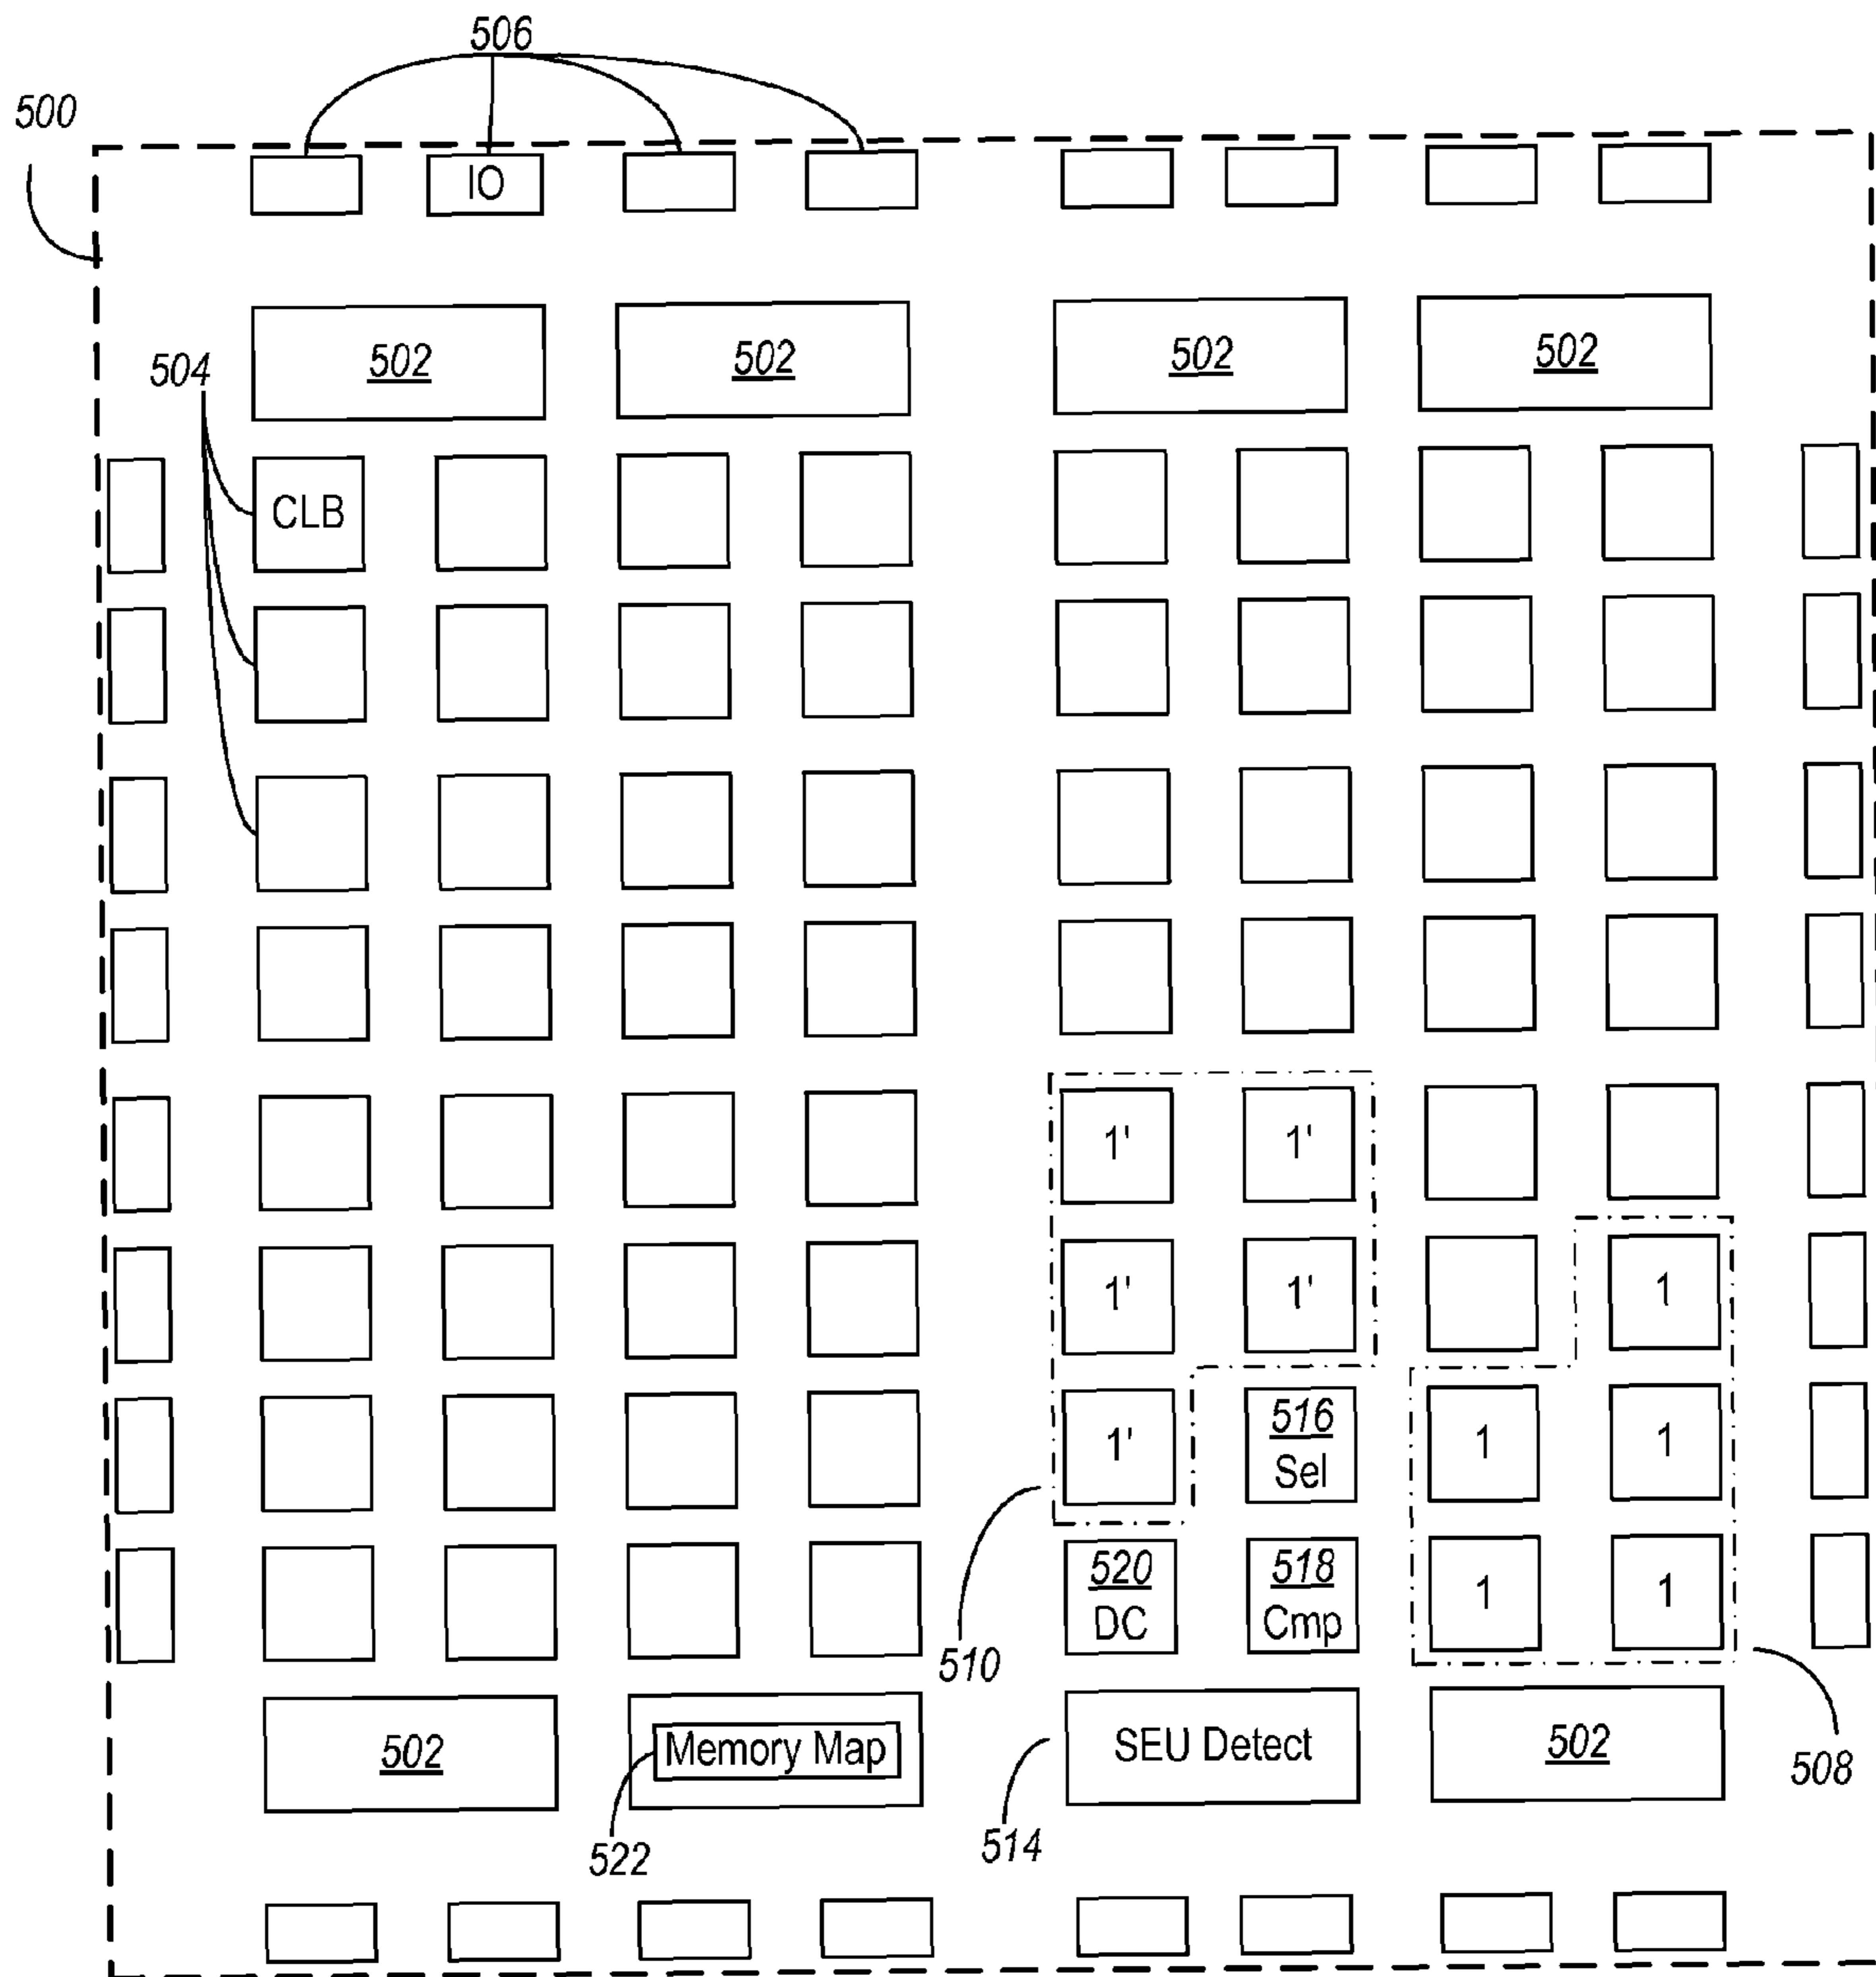 506
500
IO
502 502 502 502
504
CLB
1' 1'
1' 1' 1
1' 516 1 1
Sel
520 518 1 1
DC Cmp
510
502 Memory Map SEU Detect 502
508
522 514